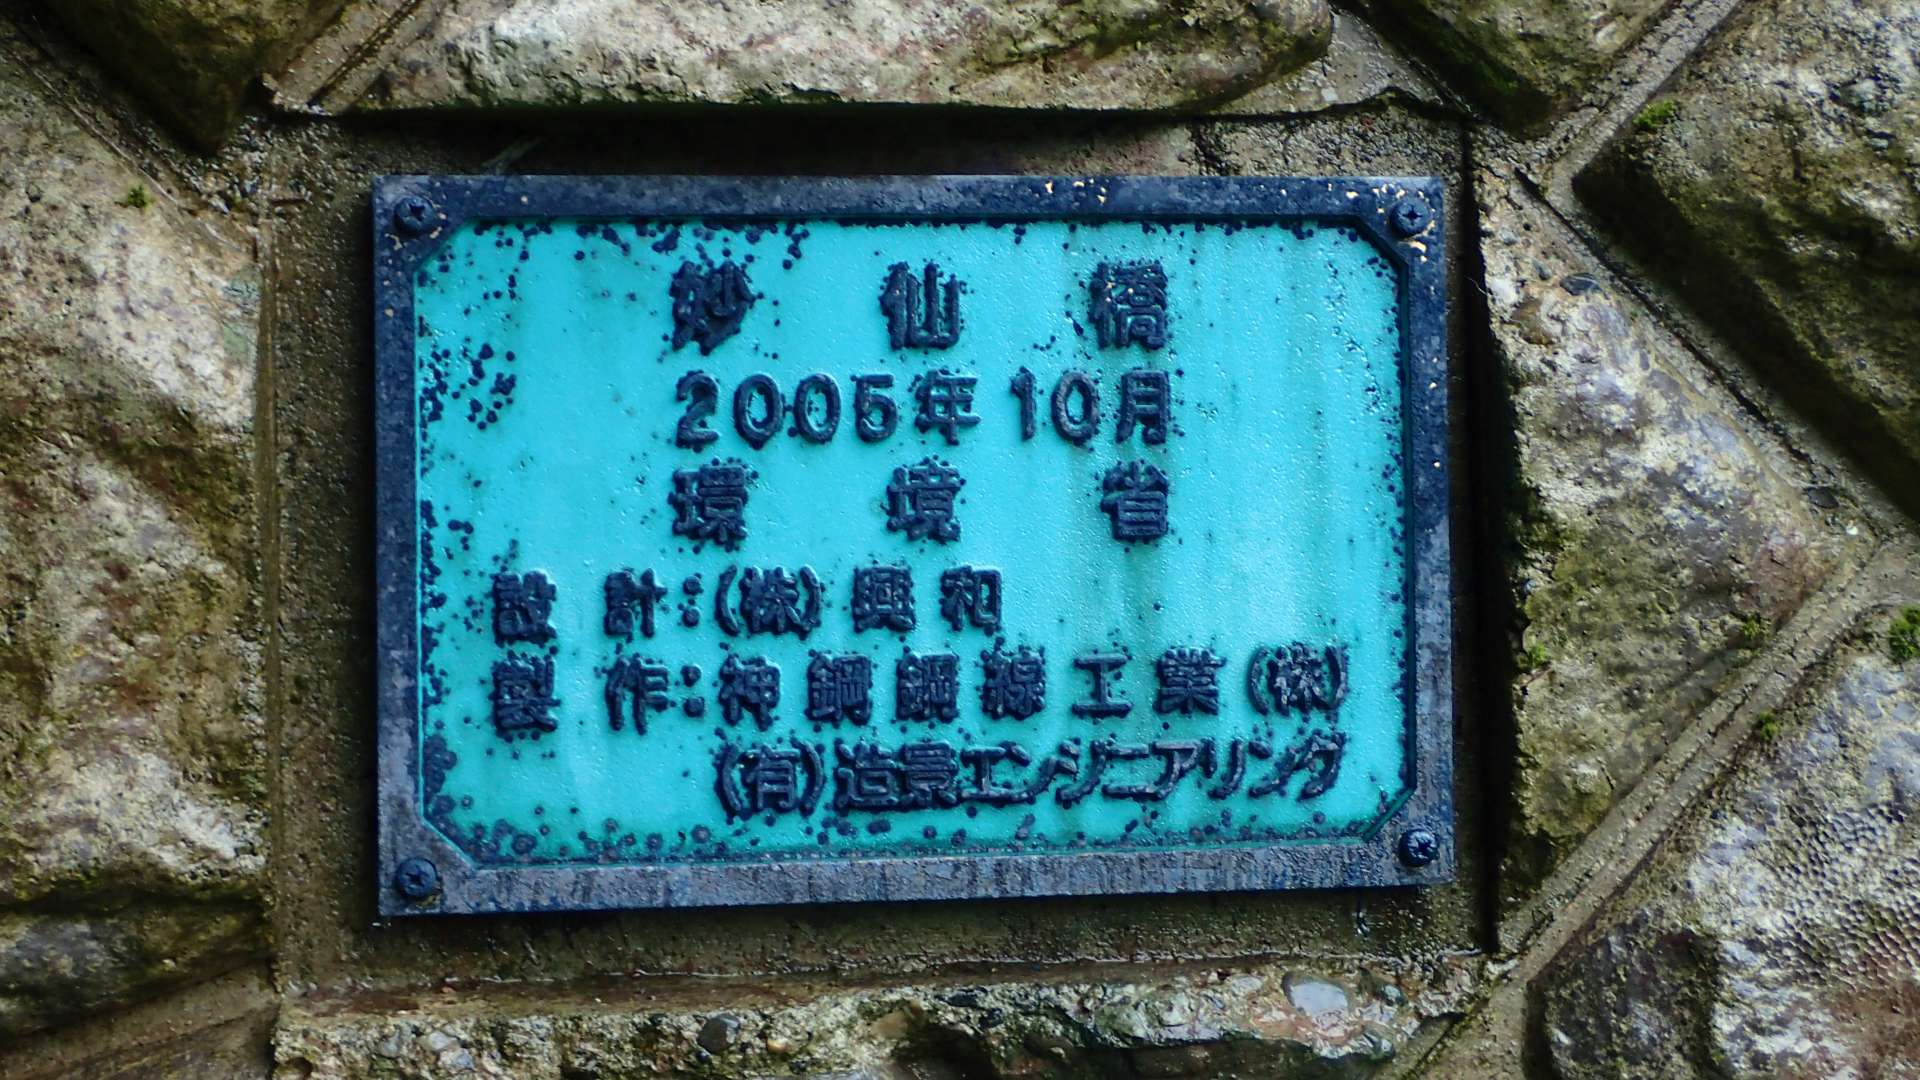 妙仙橋
2005年10月
環境省
設計：(株)興和
製作：神鋼鋼線工業(株)
(有)造景エンジニアリング